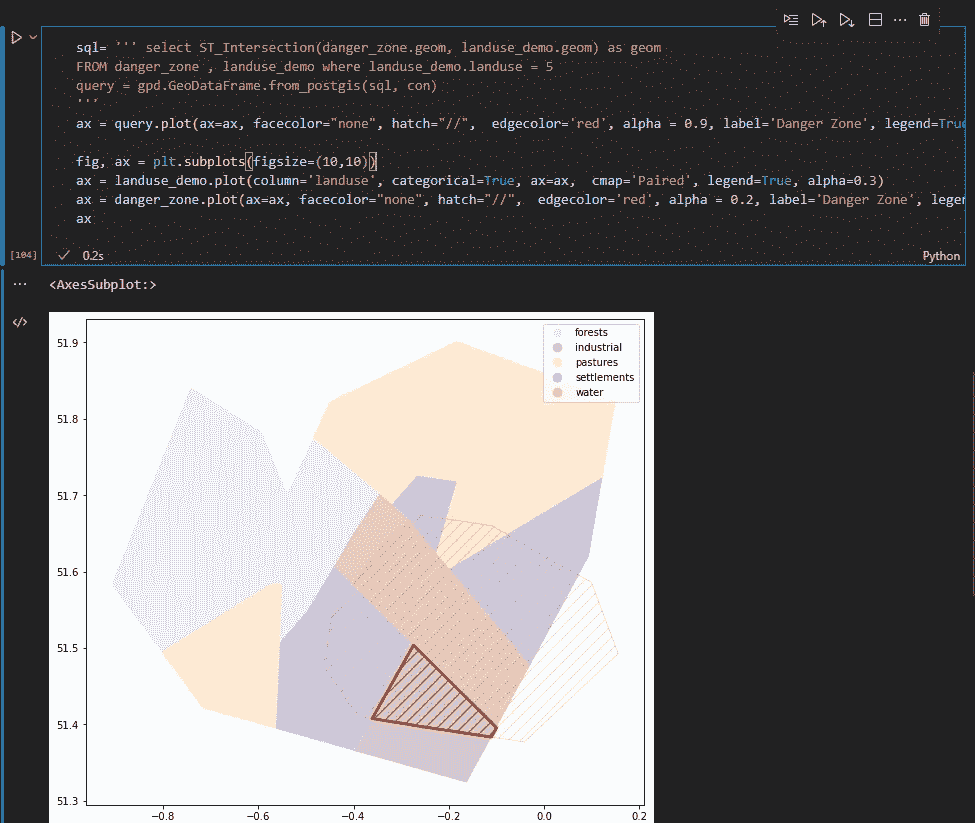 sql= ''' select ST_Intersection(danger_zone.geom, landuse_demo.geom) as geom
FROM danger_zone , landuse_demo where landuse_demo.landuse = 5
query = gpd.GeoDataFrame.from_postgis(sql, con)
'''
ax = query.plot(ax=ax, facecolor="none", hatch="//",  edgecolor='red', alpha = 0.9, label='Danger Zone', legend=True
fig, ax = plt.subplots(figsize=(10,10))
ax = landuse_demo.plot(column='landuse', categorical=True, ax=ax,  cmap='Paired', legend=True, alpha=0.3)
ax = danger_zone.plot(ax=ax, facecolor="none", hatch="//",  edgecolor='red', alpha = 0.2, label='Danger Zone', leger
ax
[104] 0.2s Python
<AxesSubplot:>
forests
industrial
pastures
settlements
water
51.9
51.8
51.7
51.6
51.5
51.4
51.3
−0.8 −0.6 −0.4 −0.2 0.0 0.2